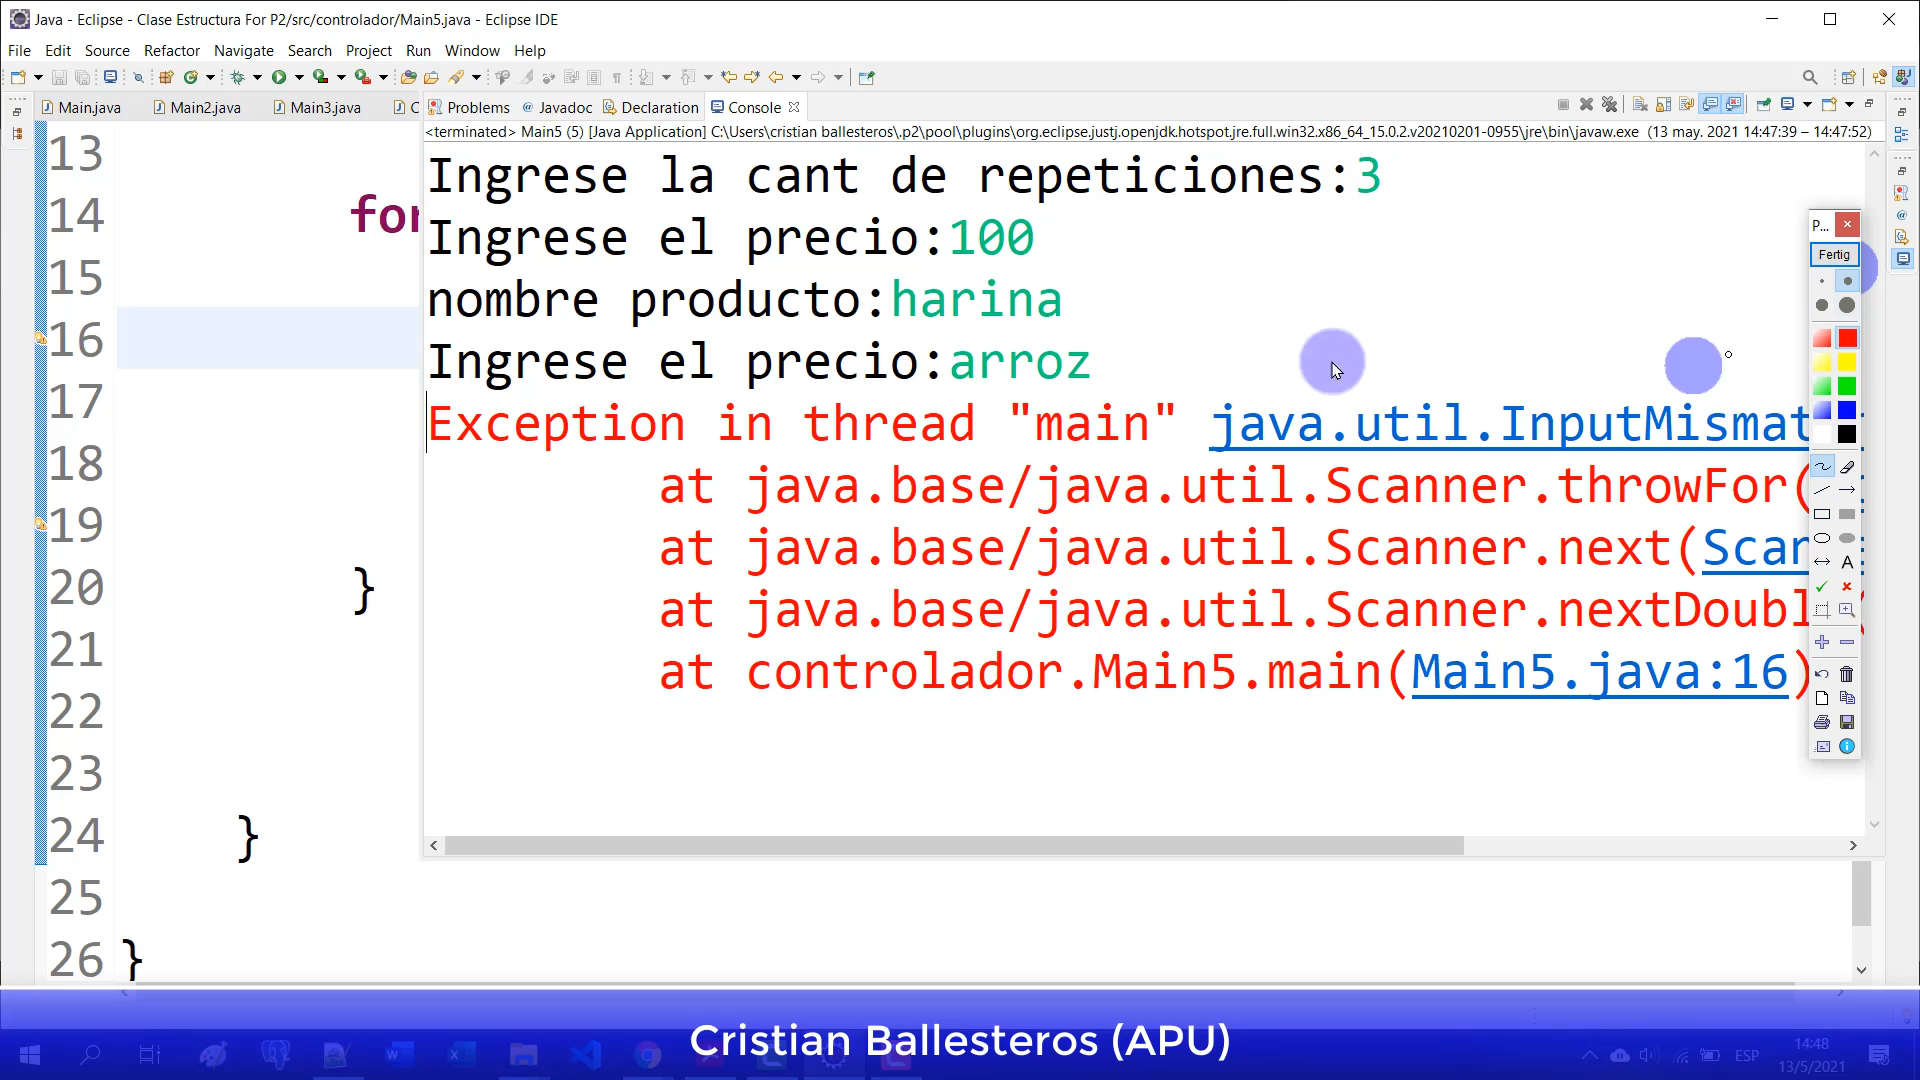 Java - Eclipse - Clase Estructura For P2/src/controlador/Main5.java - Eclipse IDE
File Edit Source Refactor Navigate Search Project Run Window Help
Main.java Main2.java Main3.java C Problems Javadoc Declaration Console
<terminated> Main5 (5) [Java Application] C:\Users\cristian ballesteros\.p2\pool\plugins\org.eclipse.justj.openjdk.hotspot.jre.full.win32.x86_64_15.0.2.v20210201-0955\jre\bin\javaw.exe (13 may. 2021 14:47:39 – 14:47:52)
13
14 for
15
16
17
18
19
20 }
21
22
23
24 }
25
26 }
Ingrese la cant de repeticiones:3
Ingrese el precio:100
nombre producto:harina
Ingrese el precio:arroz
Exception in thread "main" java.util.InputMismat
at java.base/java.util.Scanner.throwFor(
at java.base/java.util.Scanner.next(Scan
at java.base/java.util.Scanner.nextDoubl
at controlador.Main5.main(Main5.java:16)
P...
Fertig
A
Cristian Ballesteros (APU)
ESP
14:48
13/5/2021